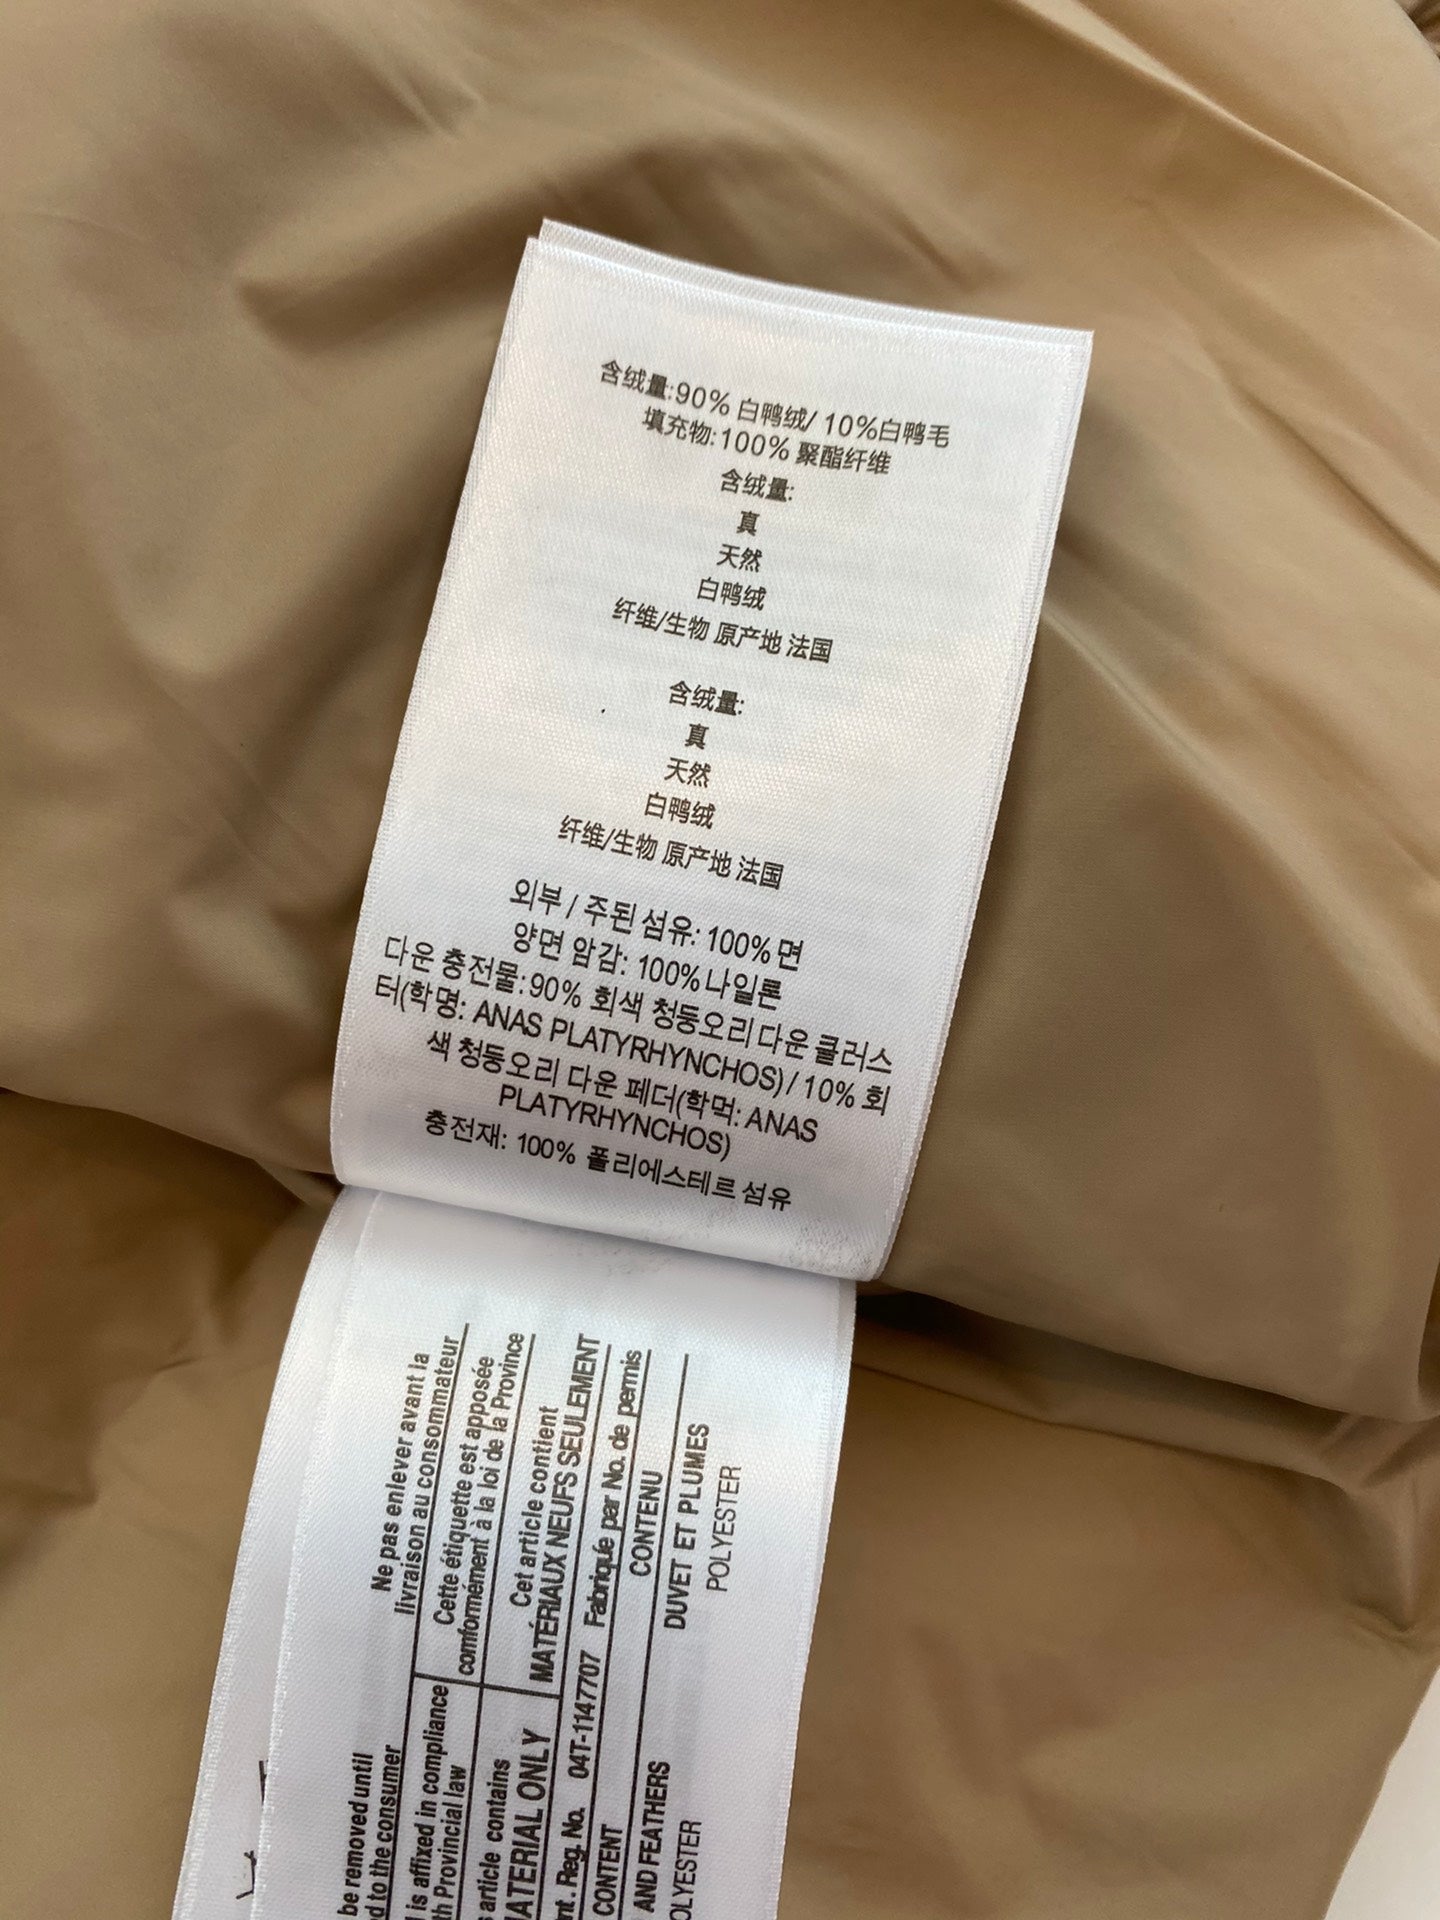 含绒量:90% 白鸭绒/ 10%白鸭毛
填充物:100% 聚酯纤维
含绒量:
真
天然
白鸭绒
纤维/生物 原产地 法国
含绒量:
真
天然
白鸭绒
纤维/生物 原产地 法国
외부 / 주된 섬유: 100% 면
양면 암감: 100%나일론
다운 충전물:90% 회색 청둥오리 다운 클러스
터(학명: ANAS PLATYRHYNCHOS) / 10% 회
색 청둥오리 다운 페더(학먹: ANAS
PLATYRHYNCHOS)
충전재: 100% 폴리에스테르 섬유
Ne pas enlever avant la
livraison au consommateur
Cette étiquette est apposée
comformément à la loi de la Province
Cet article contient
MATÉRIAUX NEUFS SEULEMENT
Fabriquée par No. de permis
CONTENU
DUVET ET PLUMES
POLYESTER
be removed until
to the consumer
is affixed in compliance
Provincial law
article contains
ONLY
Reg. No. 04T-1147707
CONTENT
AND FEATHERS